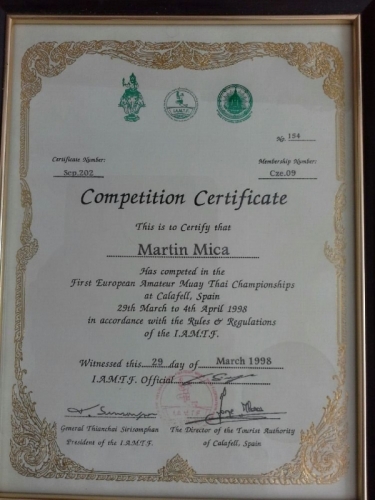 I.A.M.T.F.
No. 154
Certificate Number: Membership Number:
Scp.202 Cze.09
Competition Certificate
This is to Certify that
Martin Mica
Has competed in the
First European Amateur Muay Thai Championships
at Calafell, Spain
29th March to 4th April 1998
in accordance with the Rules & Regulations
of the I.A.M.T.F.
Witnessed this 29 day of March 1998
I.A.M.T.F. Official
I.A.M.T.F.
General Thianchai Sirisomphan The Director of the Tourist Authority
President of the I.A.M.T.F. of Calafell, Spain